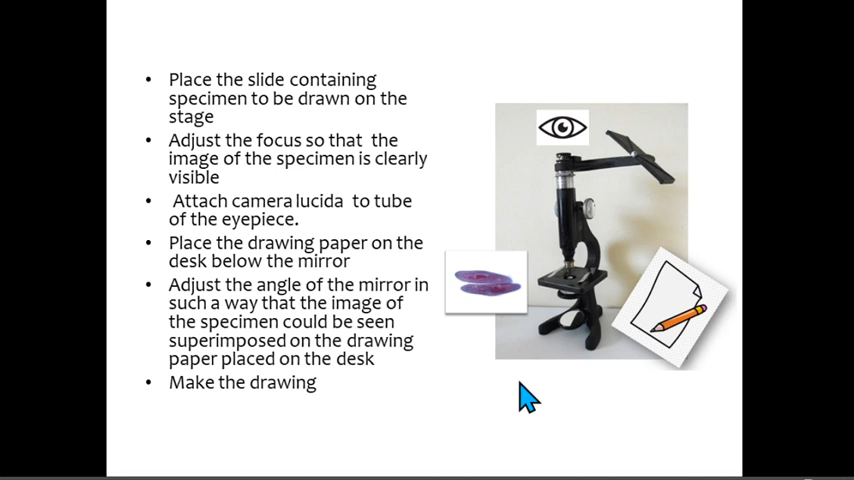 • Place the slide containing
specimen to be drawn on the
stage
• Adjust the focus so that the
image of the specimen is clearly
visible
• Attach camera lucida to tube
of the eyepiece.
• Place the drawing paper on the
desk below the mirror
• Adjust the angle of the mirror in
such a way that the image of
the specimen could be seen
superimposed on the drawing
paper placed on the desk
• Make the drawing